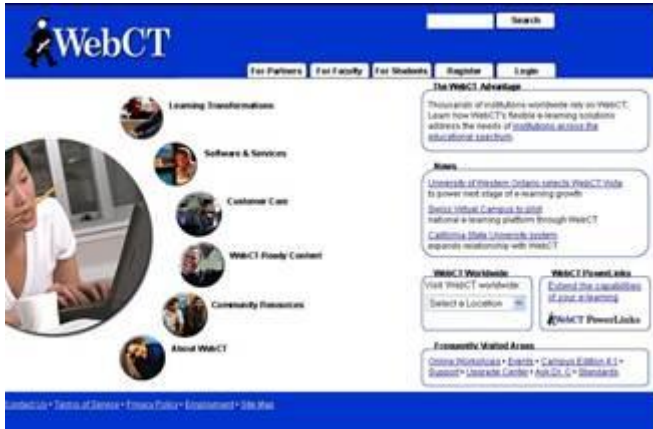 WebCT
Search
For Partners
For Faculty
For Students
Register
Login
The WebCT Advantage
Thousands of institutions worldwide rely on WebCT.
Learn how WebCT's flexible e-learning solutions
address the needs of institutions across the
educational spectrum.
Learning Transformations
Software & Services
Customer Care
WebCT-Ready Content
Community Resources
About WebCT
News
University of Western Ontario selects WebCT Vista
to power next stage of e-learning growth
Swiss Virtual Campus to pilot
national e-learning platform through WebCT
California State University system
expands relationship with WebCT
WebCT Worldwide
Visit WebCT worldwide:
Select a Location
WebCT PowerLinks
Extend the capabilities
of your e-learning
WebCT PowerLinks
Frequently Visited Areas
Online Workshops • Events • Campus Edition 4.1 •
Support • Upgrade Center • Ask Dr. C • Standards
Contact Us • Terms of Service • Privacy Policy • Employment • Site Map